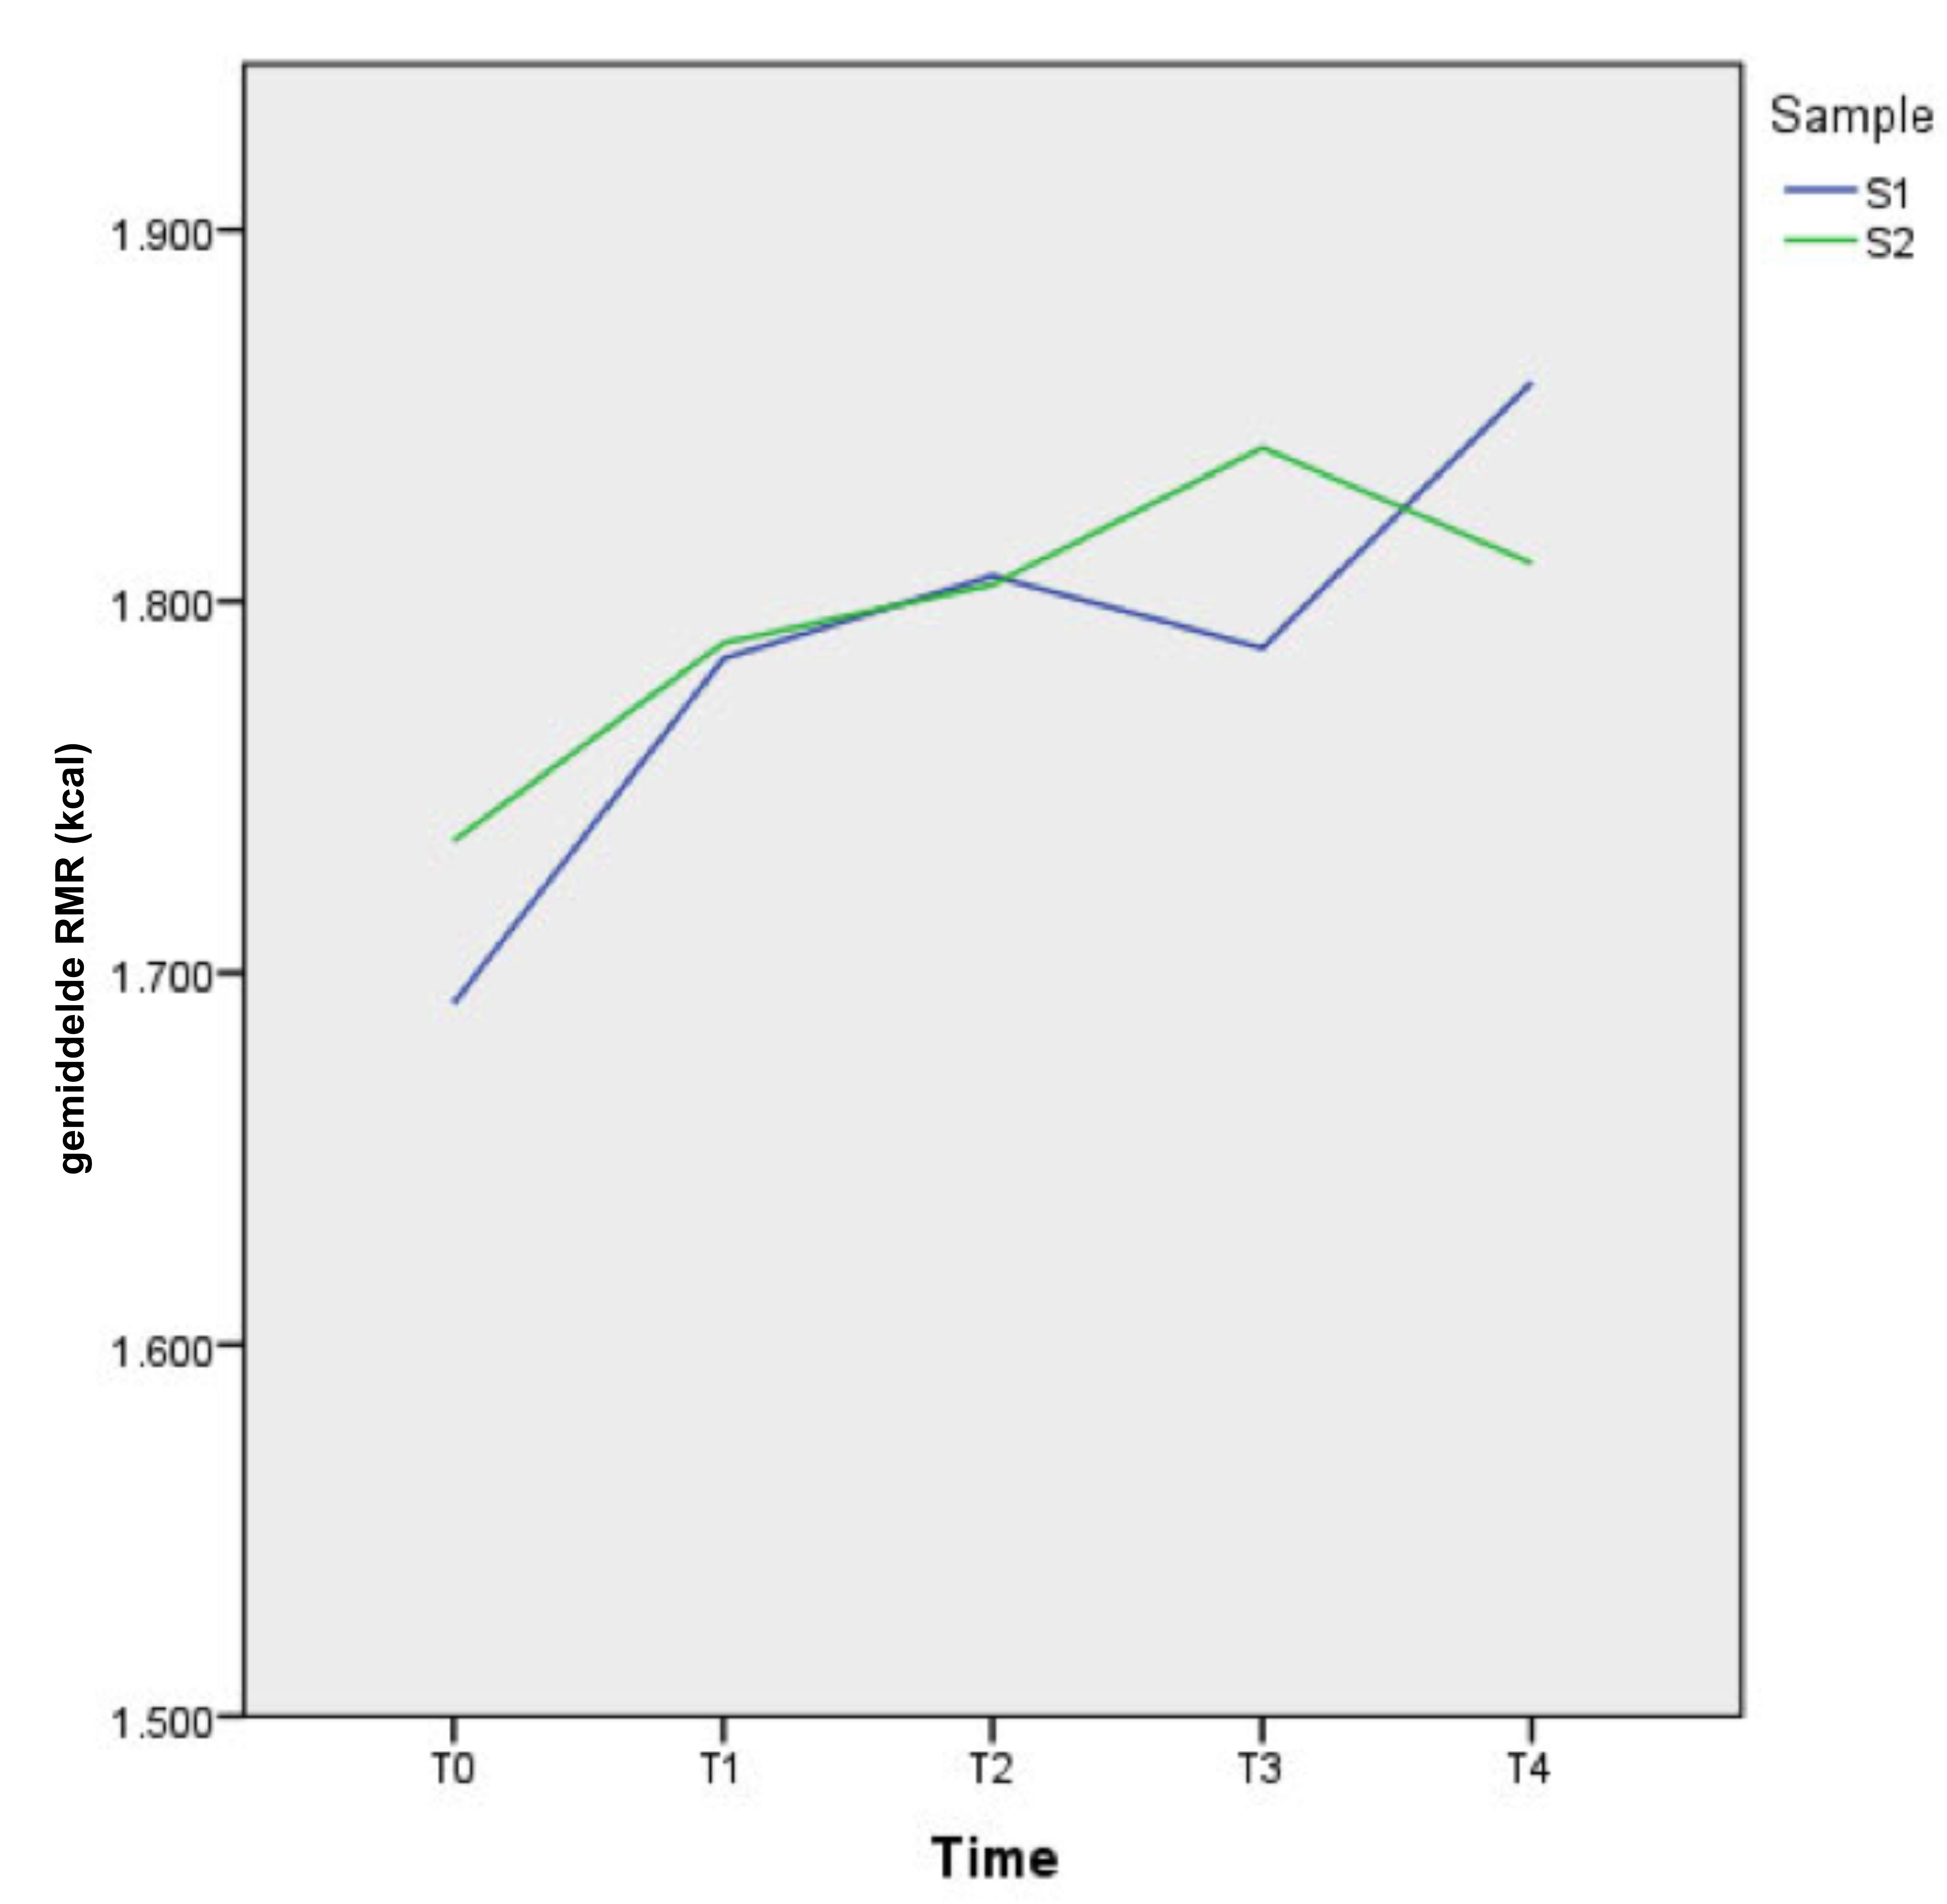 Sample
S1
S2
1.900
1.800
1.700
1.600
1.500
gemiddelde RMR (kcal)
T0 T1 T2 T3 T4
Time